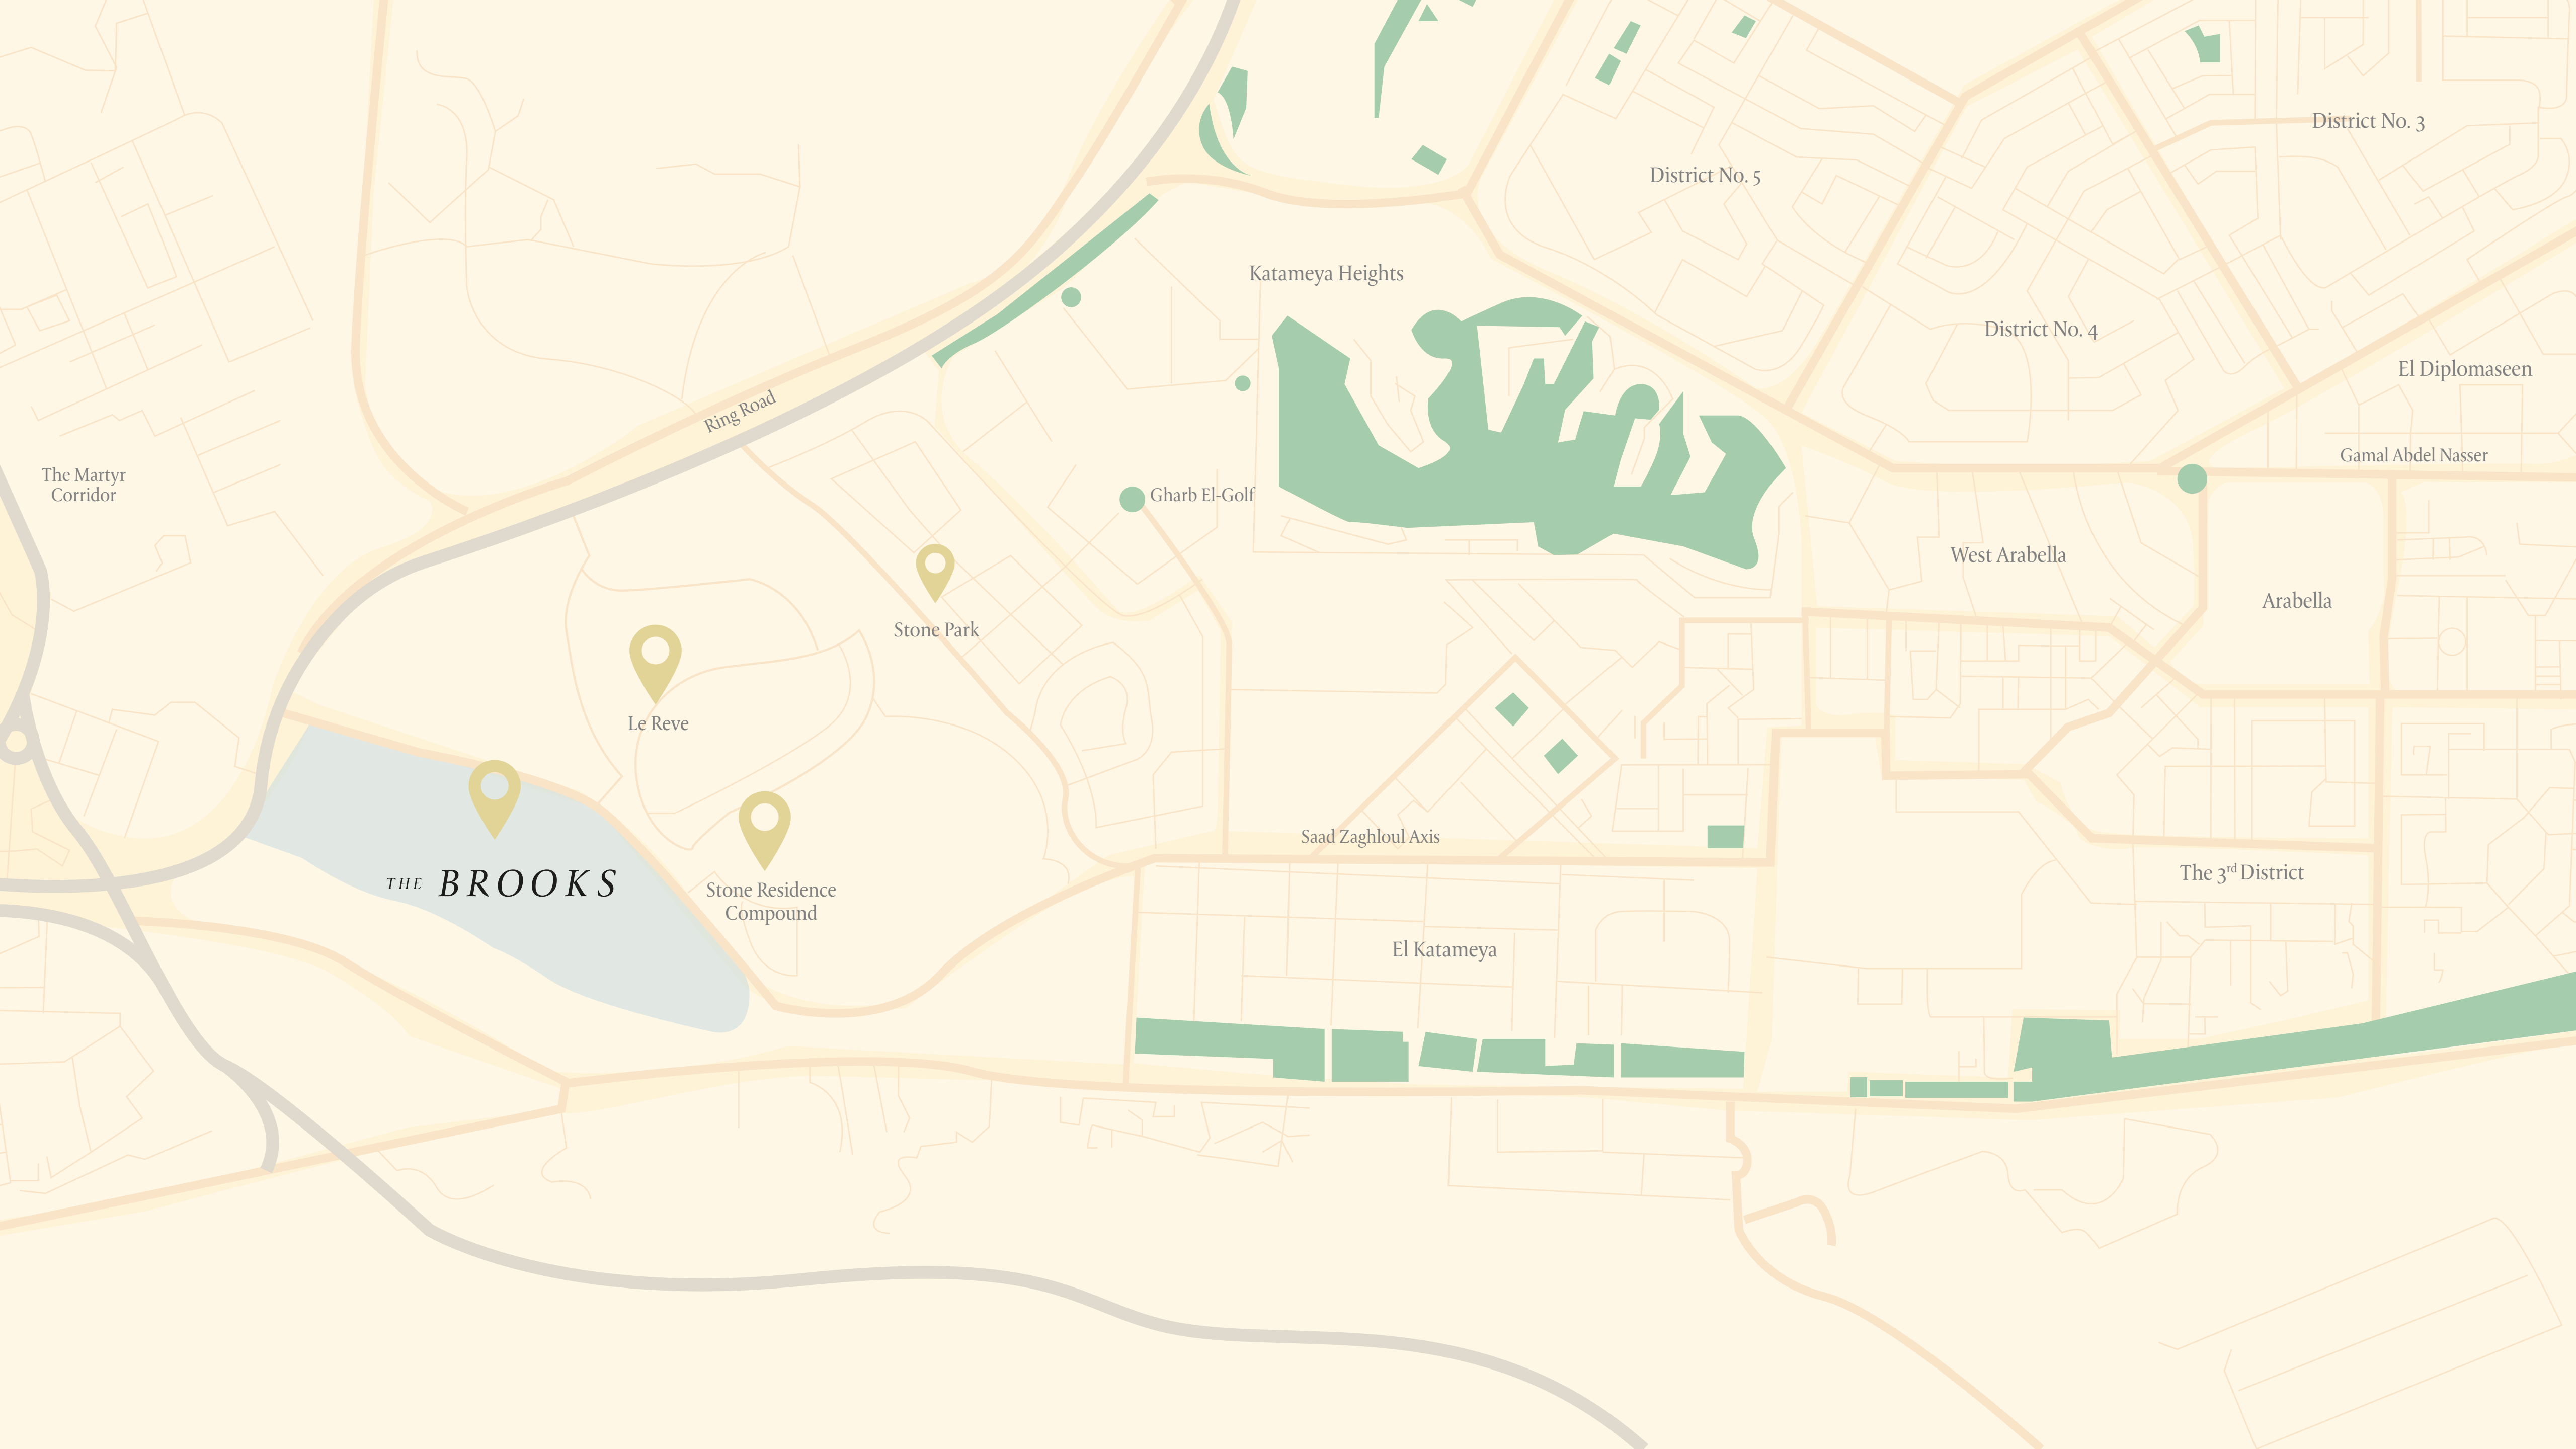 District No. 3
District No. 5
Katameya Heights
District No. 4
El Diplomaseen
Ring Road
Gamal Abdel Nasser
The Martyr
Corridor
Gharb El-Golf
West Arabella
Arabella
Stone Park
Le Reve
Saad Zaghloul Axis
The 3rd District
THE BROOKS
Stone Residence
Compound
El Katameya